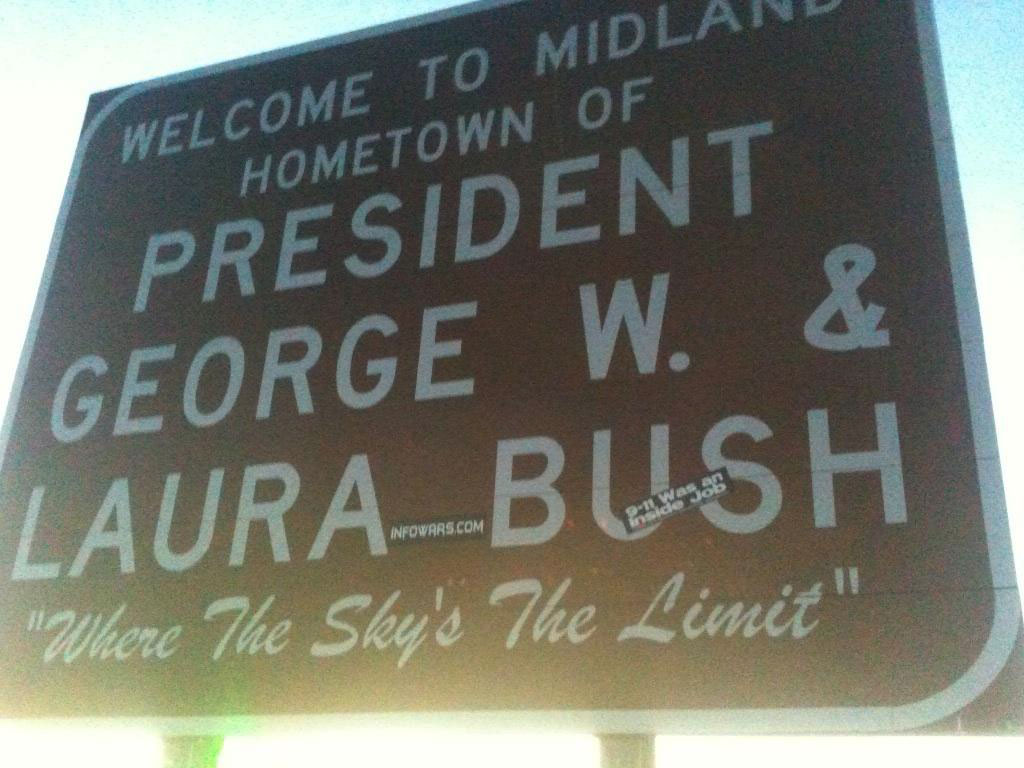 WELCOME TO MIDLAND
HOMETOWN OF
PRESIDENT
GEORGE W. &
LAURA BUSH
INFOWARS.COM
9-11 Was an
Inside Job
"Where The Sky's The Limit"